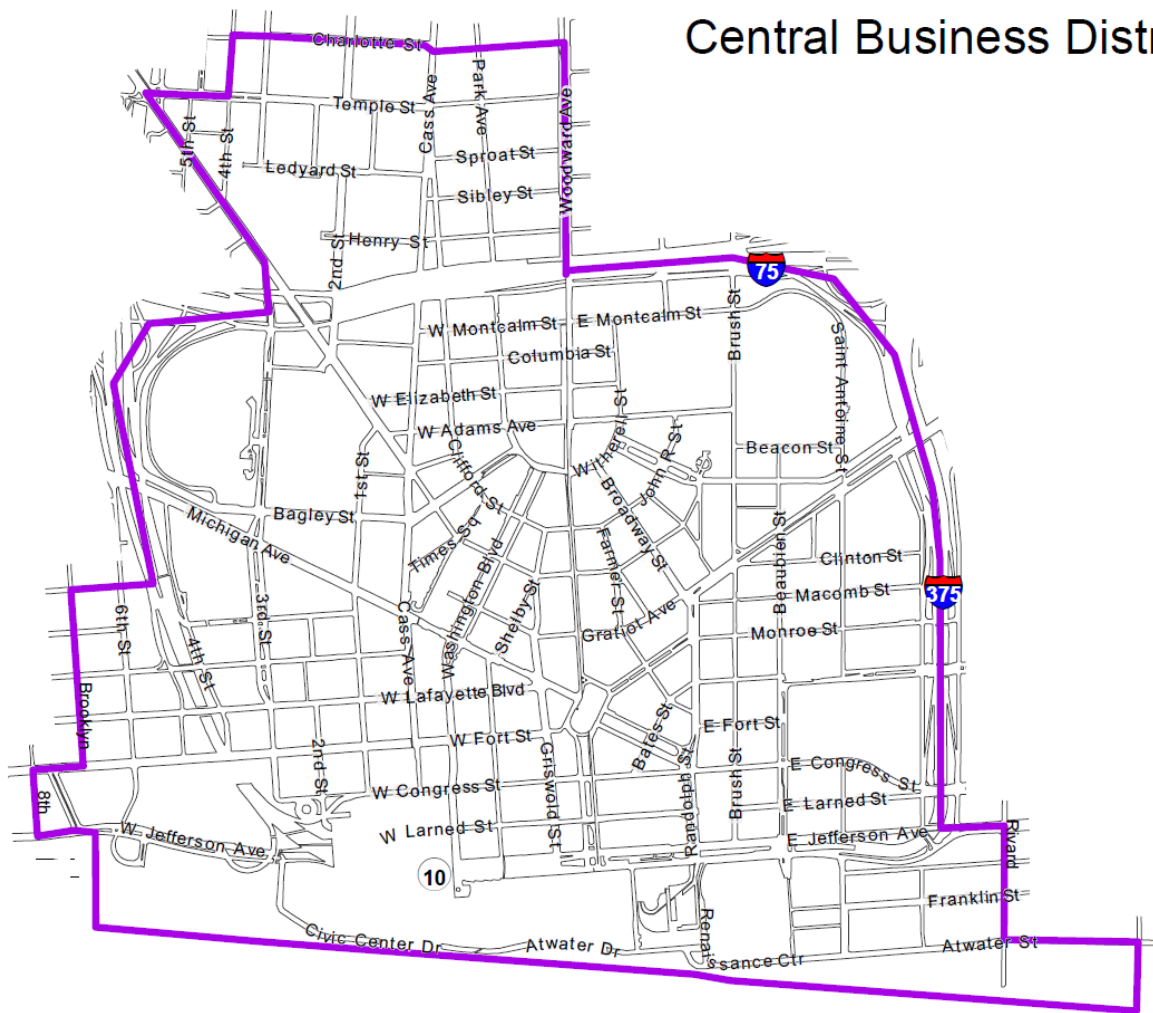 Central Business Distr
Charlotte St
Park Ave
Cass Ave
Woodward Ave
Temple St
5th St
4th St
Sproat St
Ledyard St
Sibley St
2nd St
Henry St
75
W Montcalm St
E Montcalm St
Brush St
Saint Antoine St
Columbia St
W Elizabeth St
Witherell St
W Adams Ave
John R St
Beacon St
Clifford St
1st St
Broadway St
Michigan Ave
Bagley St
Times Sq
Washington Blvd
Farmer St
Beaubien St
Clinton St
375
Macomb St
6th St
3rd St
Cass Ave
Shelby St
Gratiot Ave
Monroe St
4th St
Brooklyn
W Lafayette Blvd
Bates St
E Fort St
W Fort St
2nd St
Griswold St
Randolph St
Brush St
E Congress St
8th
W Congress St
E Larned St
W Jefferson Ave
W Larned St
E Jefferson Ave
Rivard
10
Franklin St
Civic Center Dr
Atwater Dr
Renaissance Ctr
Atwater St